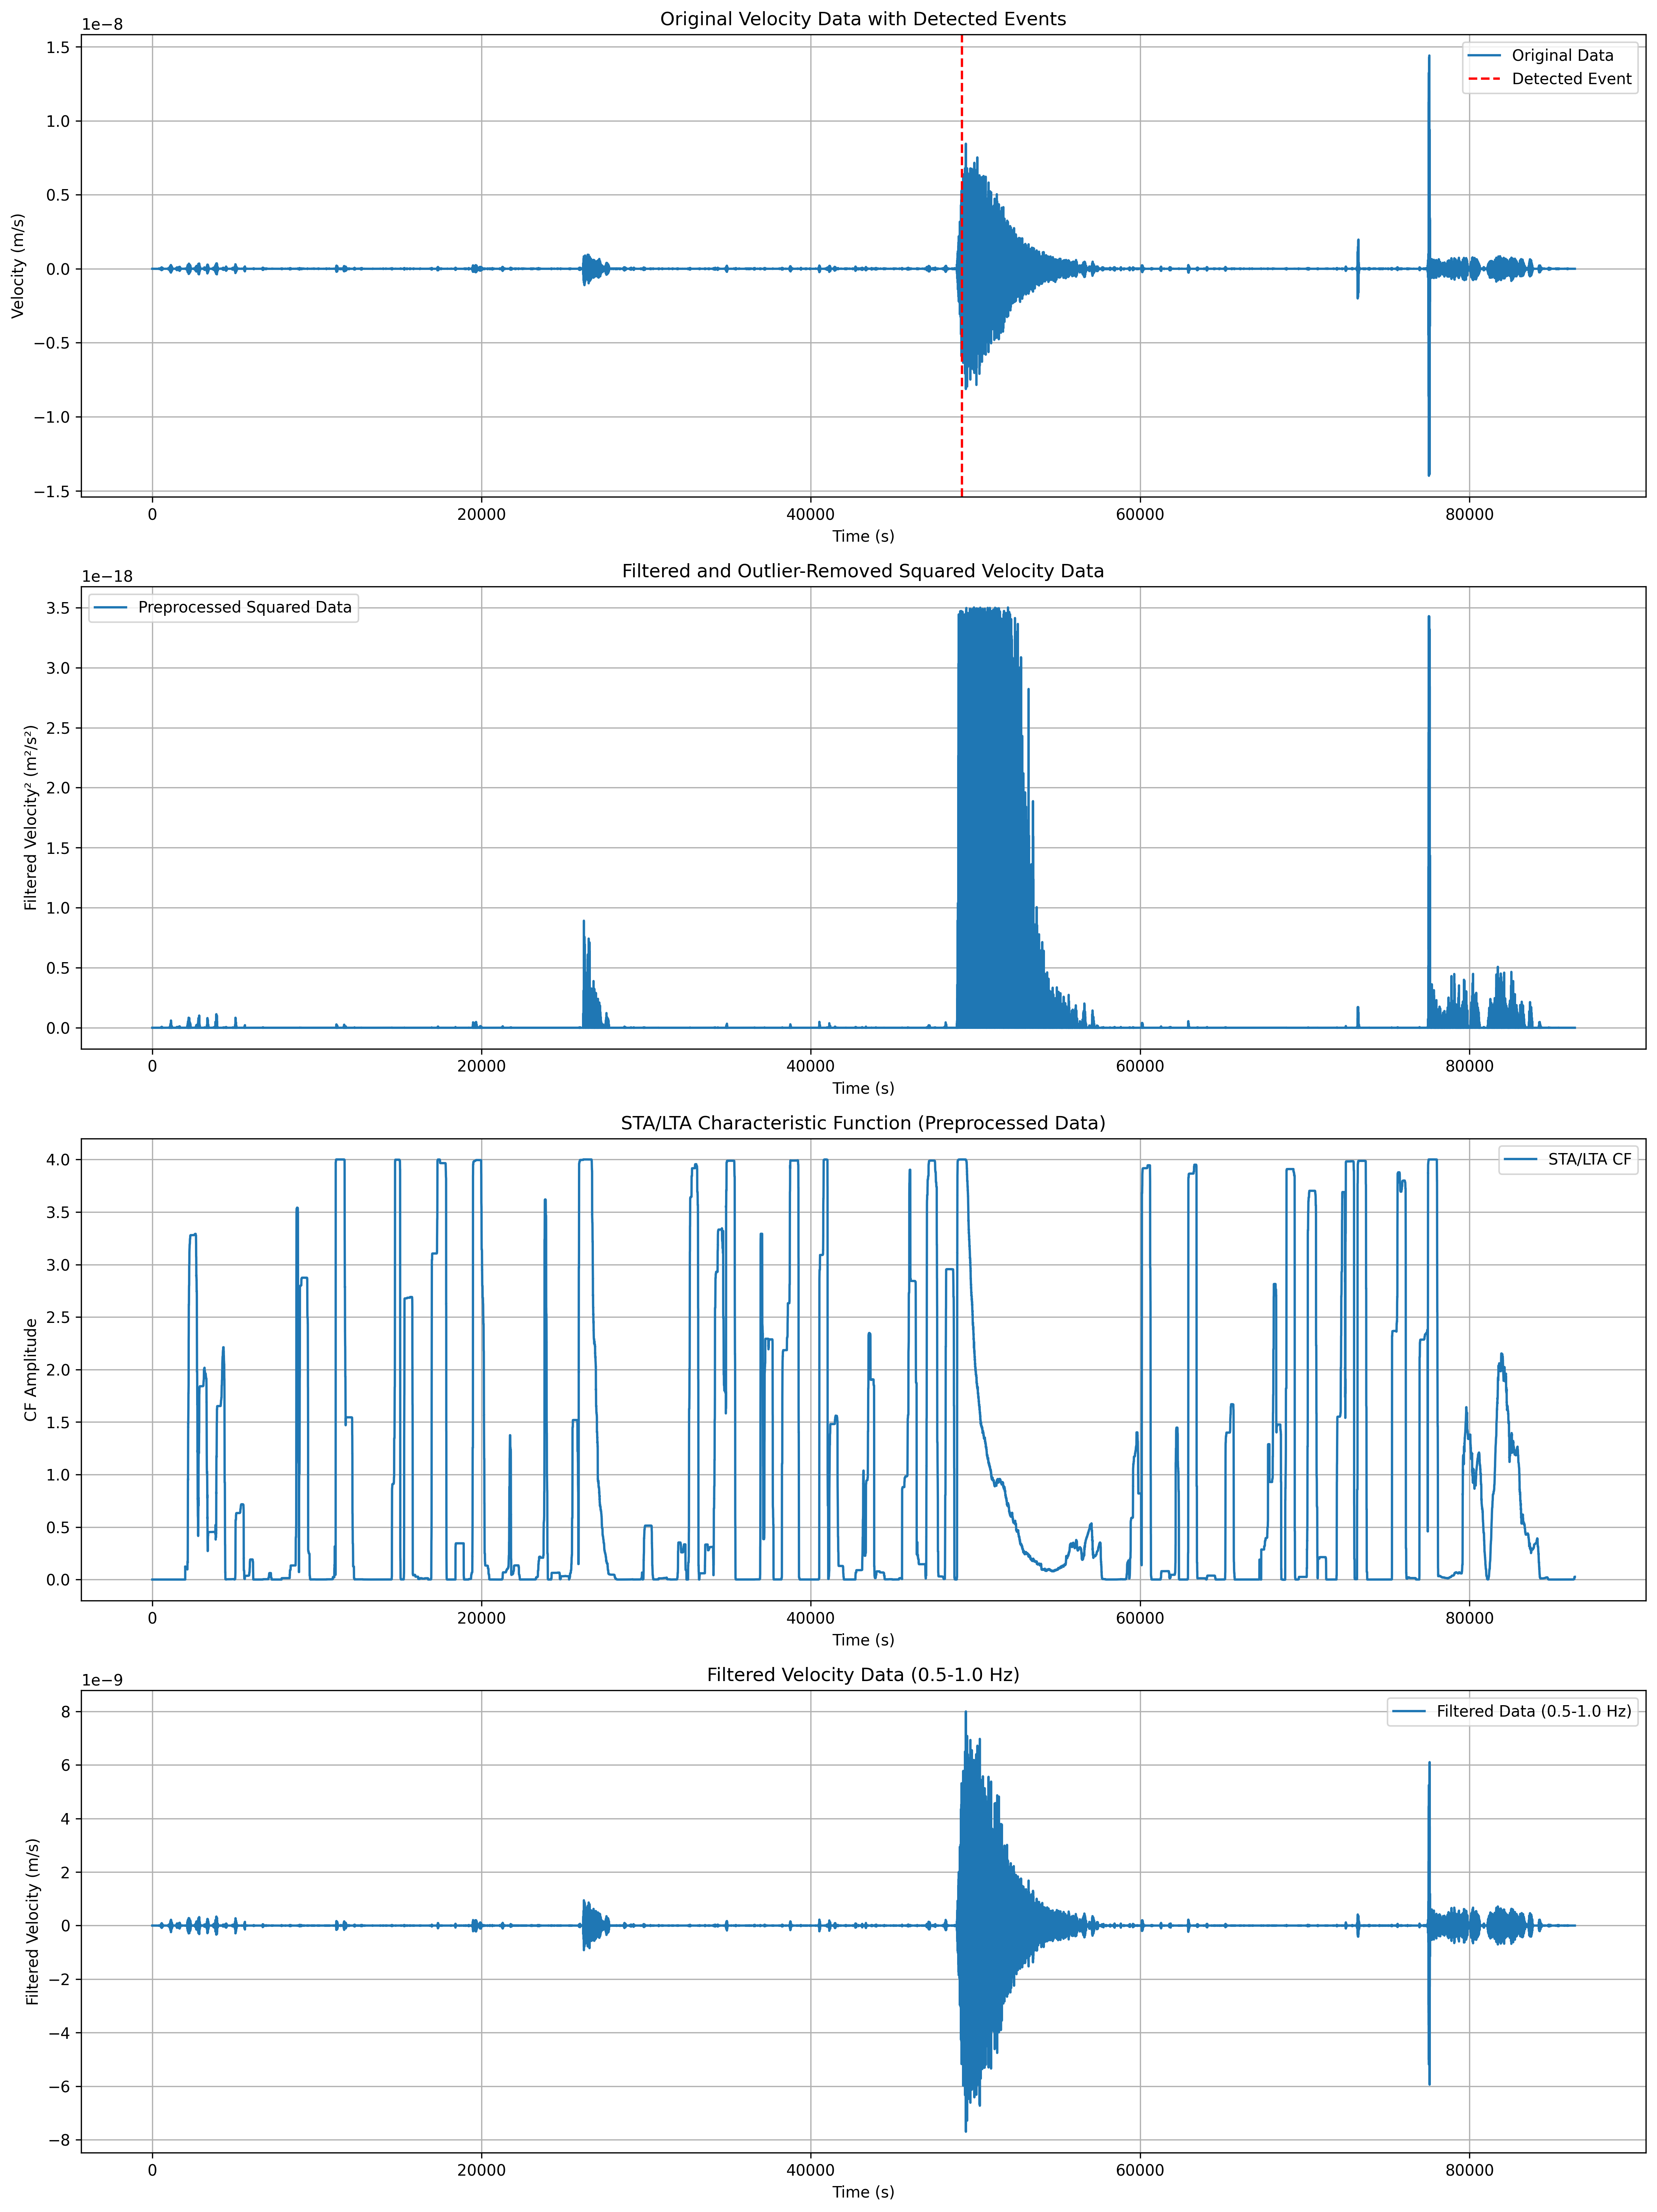 Original Velocity Data with Detected Events
1e−8
Original Data
Detected Event
1.5
1.0
0.5
0.0
−0.5
−1.0
−1.5
Velocity (m/s)
0 20000 40000 60000 80000
Time (s)
Filtered and Outlier-Removed Squared Velocity Data
1e−18
Preprocessed Squared Data
3.5
3.0
2.5
2.0
1.5
1.0
0.5
0.0
Filtered Velocity² (m²/s²)
0 20000 40000 60000 80000
Time (s)
STA/LTA Characteristic Function (Preprocessed Data)
STA/LTA CF
4.0
3.5
3.0
2.5
2.0
1.5
1.0
0.5
0.0
CF Amplitude
0 20000 40000 60000 80000
Time (s)
Filtered Velocity Data (0.5-1.0 Hz)
1e−9
Filtered Data (0.5-1.0 Hz)
8
6
4
2
0
−2
−4
−6
−8
Filtered Velocity (m/s)
0 20000 40000 60000 80000
Time (s)